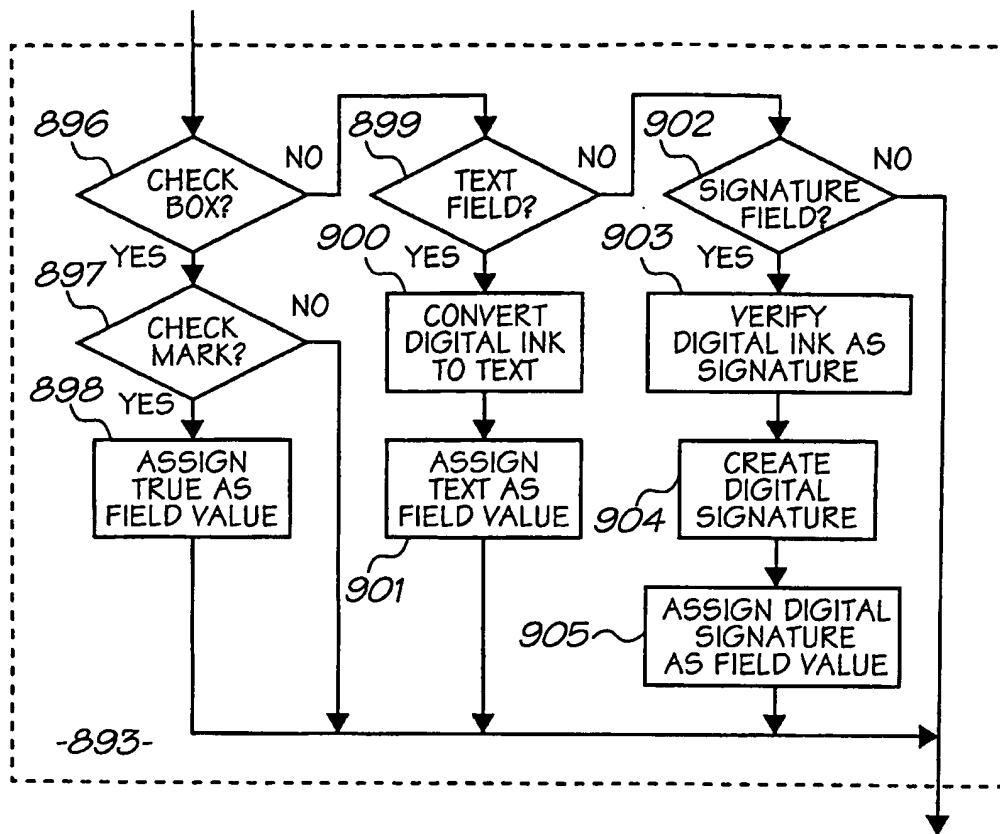 896
CHECK
BOX?
NO
YES
897
CHECK
MARK?
NO
YES
898
ASSIGN
TRUE AS
FIELD VALUE
899
TEXT
FIELD?
NO
YES
900
CONVERT
DIGITAL INK
TO TEXT
ASSIGN
TEXT AS
FIELD VALUE
901
902
SIGNATURE
FIELD?
NO
YES
903
VERIFY
DIGITAL INK AS
SIGNATURE
CREATE
DIGITAL
SIGNATURE
904
ASSIGN DIGITAL
SIGNATURE
AS FIELD VALUE
905
-893-